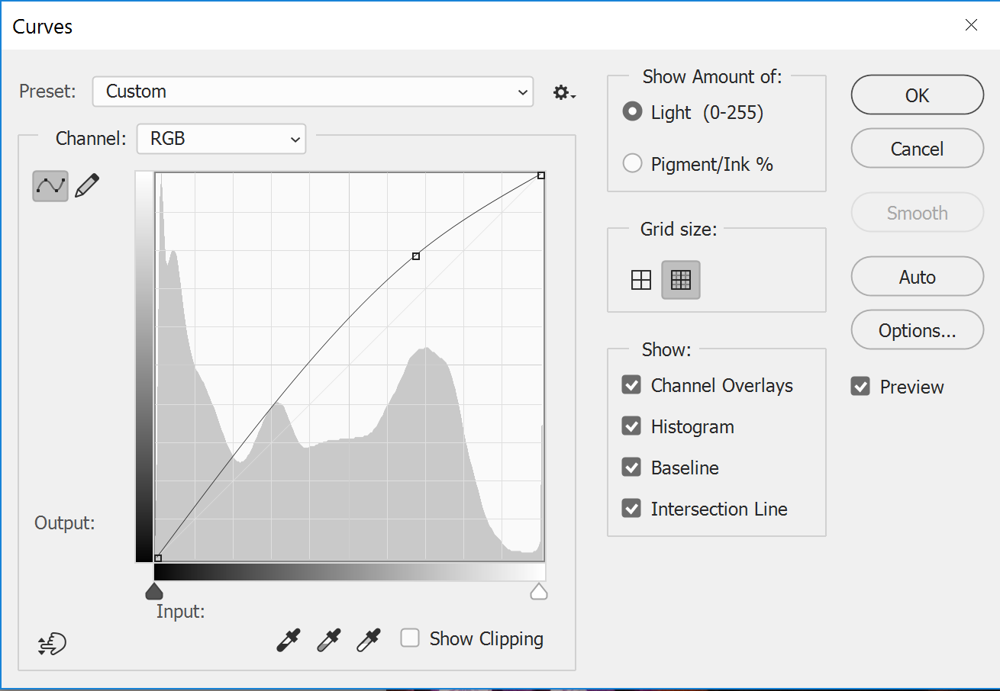 Curves
Preset:
Custom
Channel:
RGB
Output:
Input:
Show Clipping
Show Amount of:
Light (0-255)
Pigment/Ink %
Grid size:
Show:
Channel Overlays
Histogram
Baseline
Intersection Line
OK
Cancel
Smooth
Auto
Options...
Preview